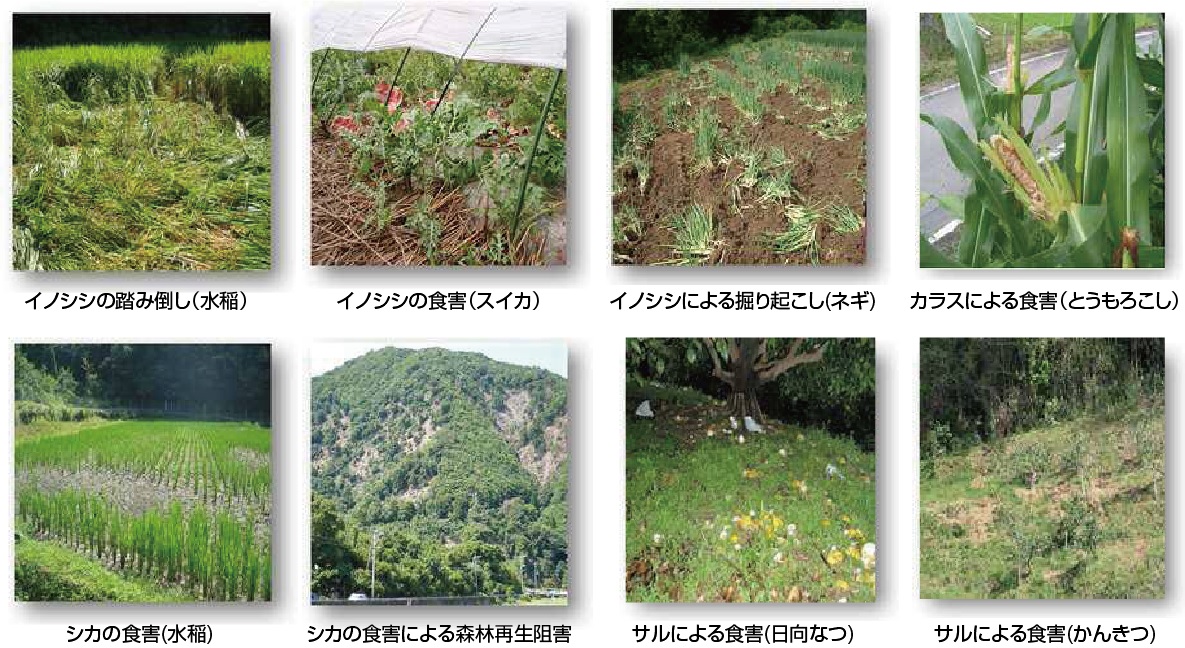 イノシシの踏み倒し（水稲）
イノシシの食害（スイカ）
イノシシによる掘り起こし(ネギ)
カラスによる食害（とうもろこし）
シカの食害(水稲)
シカの食害による森林再生阻害
サルによる食害(日向なつ)
サルによる食害(かんきつ)